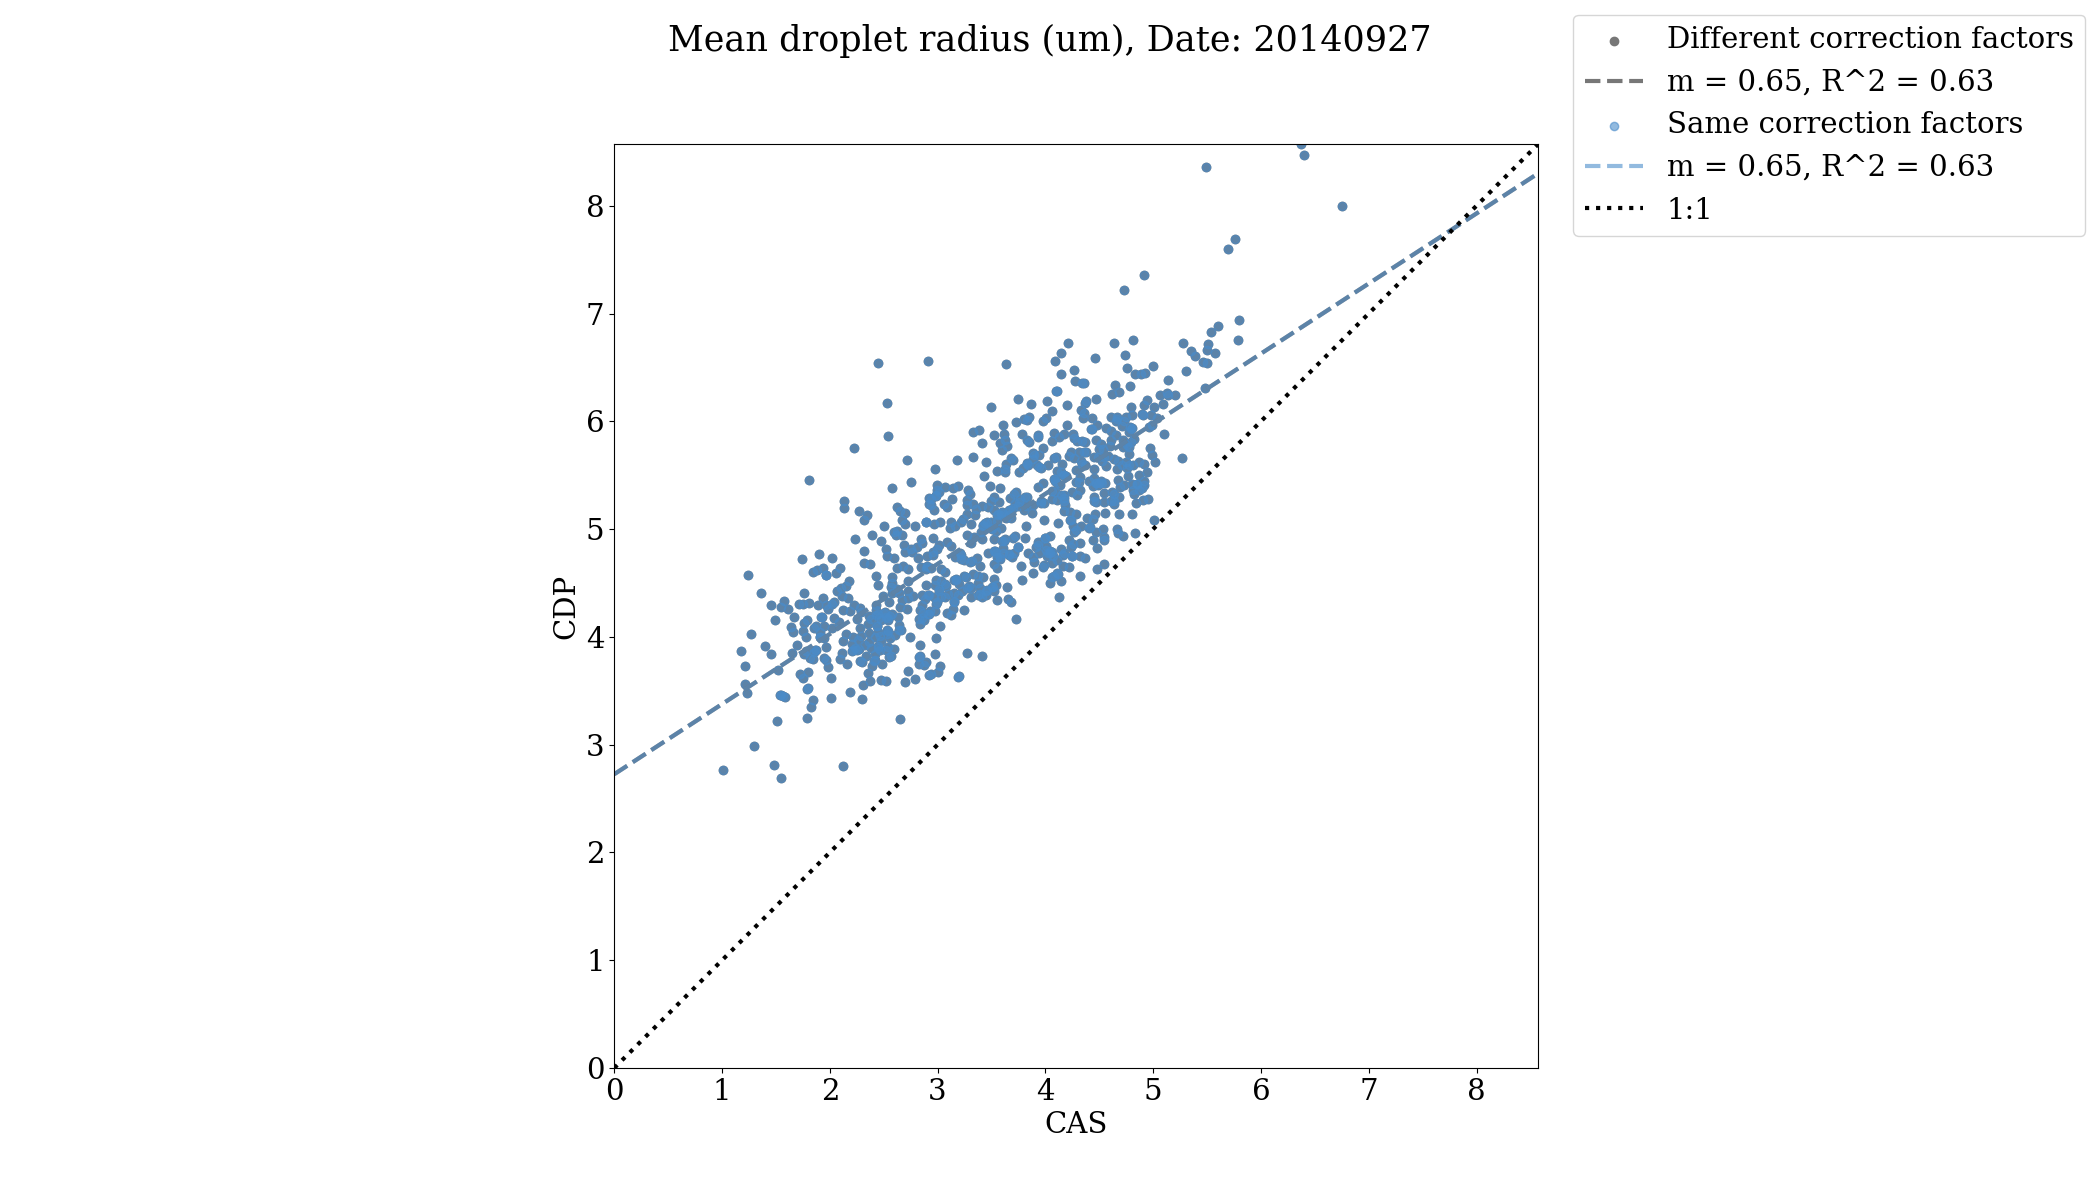 Mean droplet radius (um), Date: 20140927
Different correction factors
m = 0.65, R^2 = 0.63
Same correction factors
m = 0.65, R^2 = 0.63
1:1
8
7
6
5
4
3
2
1
0
CDP
0 1 2 3 4 5 6 7 8
CAS